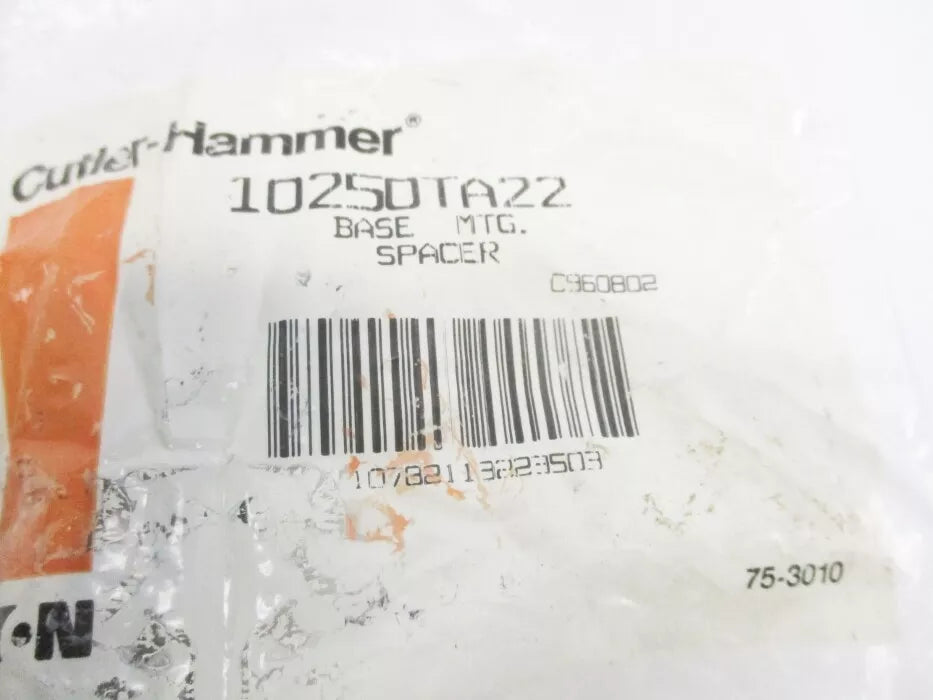 Cutler-Hammer®
10250TA22
BASE MTG.
SPACER
C960802
10782113223503
75-3010